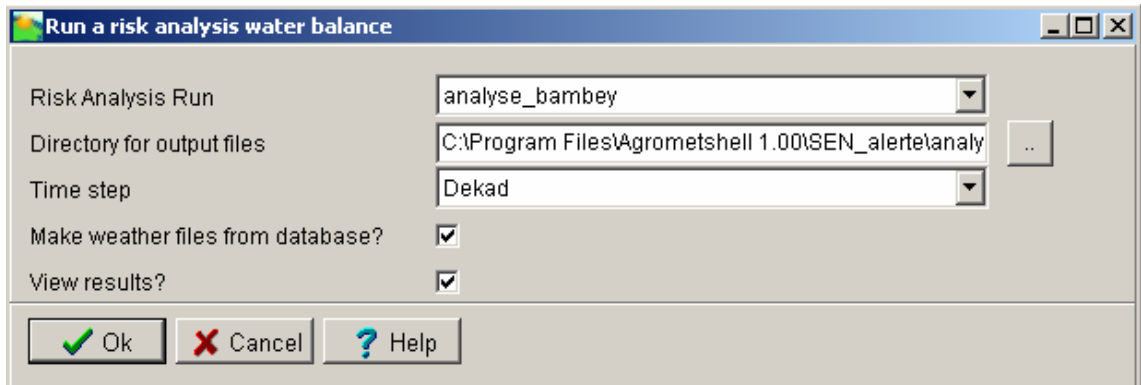 Run a risk analysis water balance
Risk Analysis Run analyse_bambey
Directory for output files C:\Program Files\Agrometshell 1.00\SEN_alerte\analy ..
Time step Dekad
Make weather files from database?
View results?
Ok Cancel ? Help